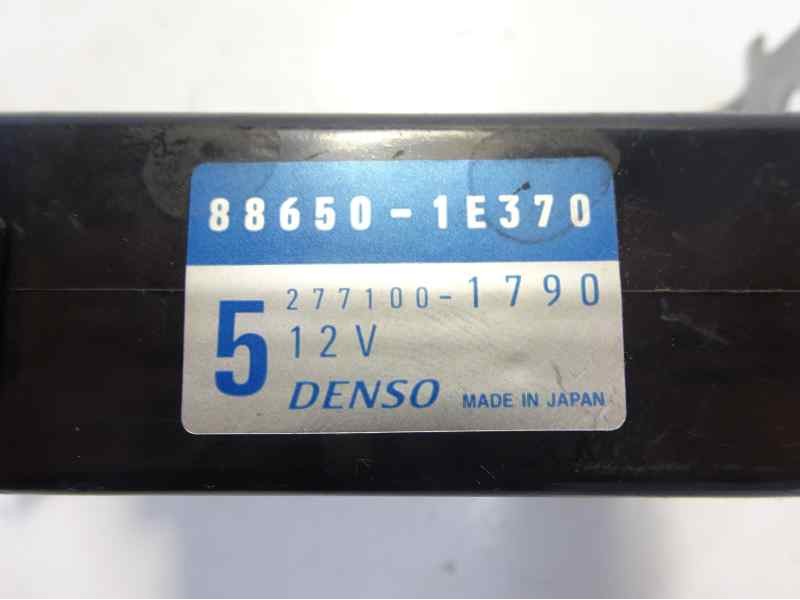 88650-1E370
5
277100-1790
12V
DENSO MADE IN JAPAN